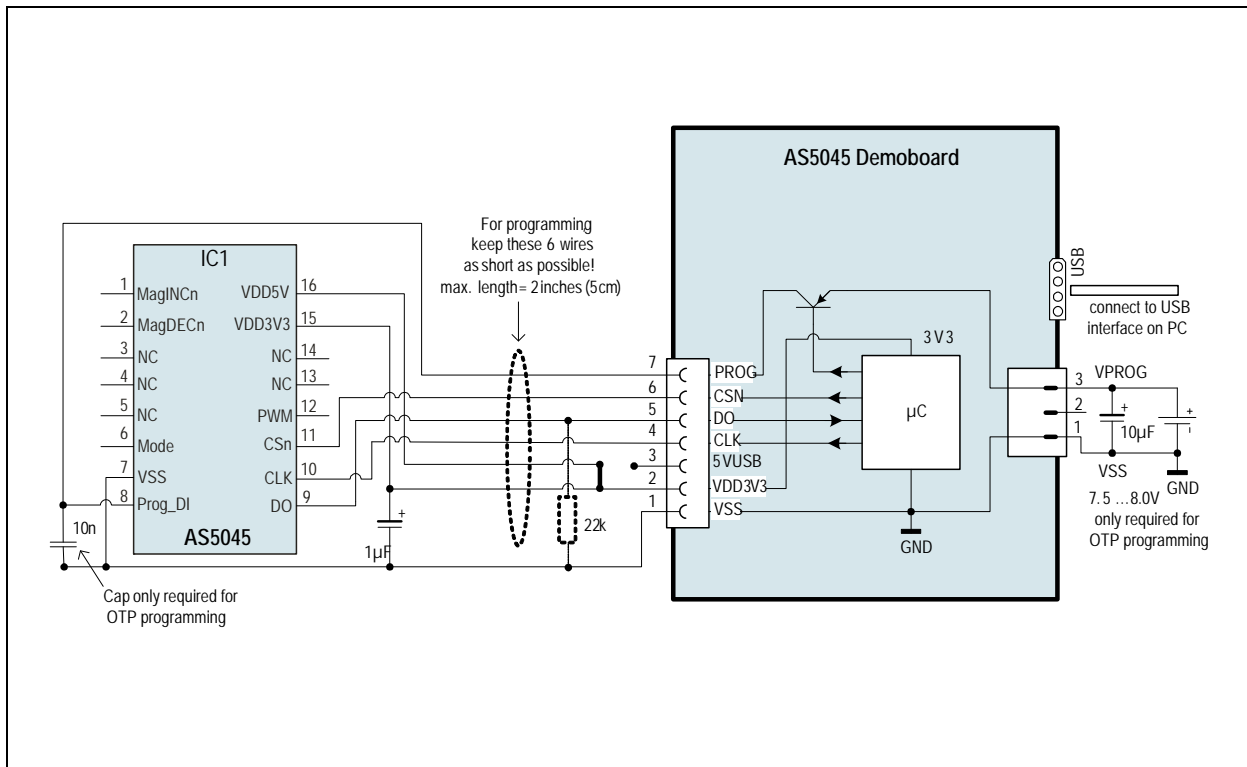 AS5045 Demoboard
For programming
keep these 6 wires
as short as possible!
max. length= 2 inches (5cm)
IC1
1 MagINCn
2 MagDECn
3 NC
4 NC
5 NC
6 Mode
7 VSS
8 Prog_DI
VDD5V 16
VDD3V3 15
NC 14
NC 13
PWM 12
CSn 11
CLK 10
DO 9
AS5045
10n
Cap only required for
OTP programming
1µF
22k
7 PROG
6 CSN
5 DO
4 CLK
3 5VUSB
2 VDD3V3
1 VSS
3V3
µC
GND
USB
connect to USB
interface on PC
3 VPROG
2
1
+
10µF
+
-
VSS
GND
7.5 ...8.0V
only required for
OTP programming
+